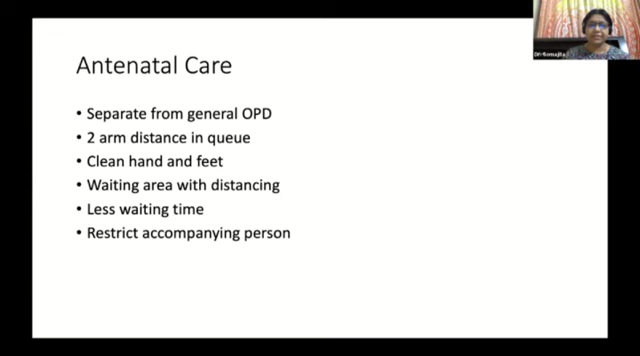 Antenatal Care
• Separate from general OPD
• 2 arm distance in queue
• Clean hand and feet
• Waiting area with distancing
• Less waiting time
• Restrict accompanying person